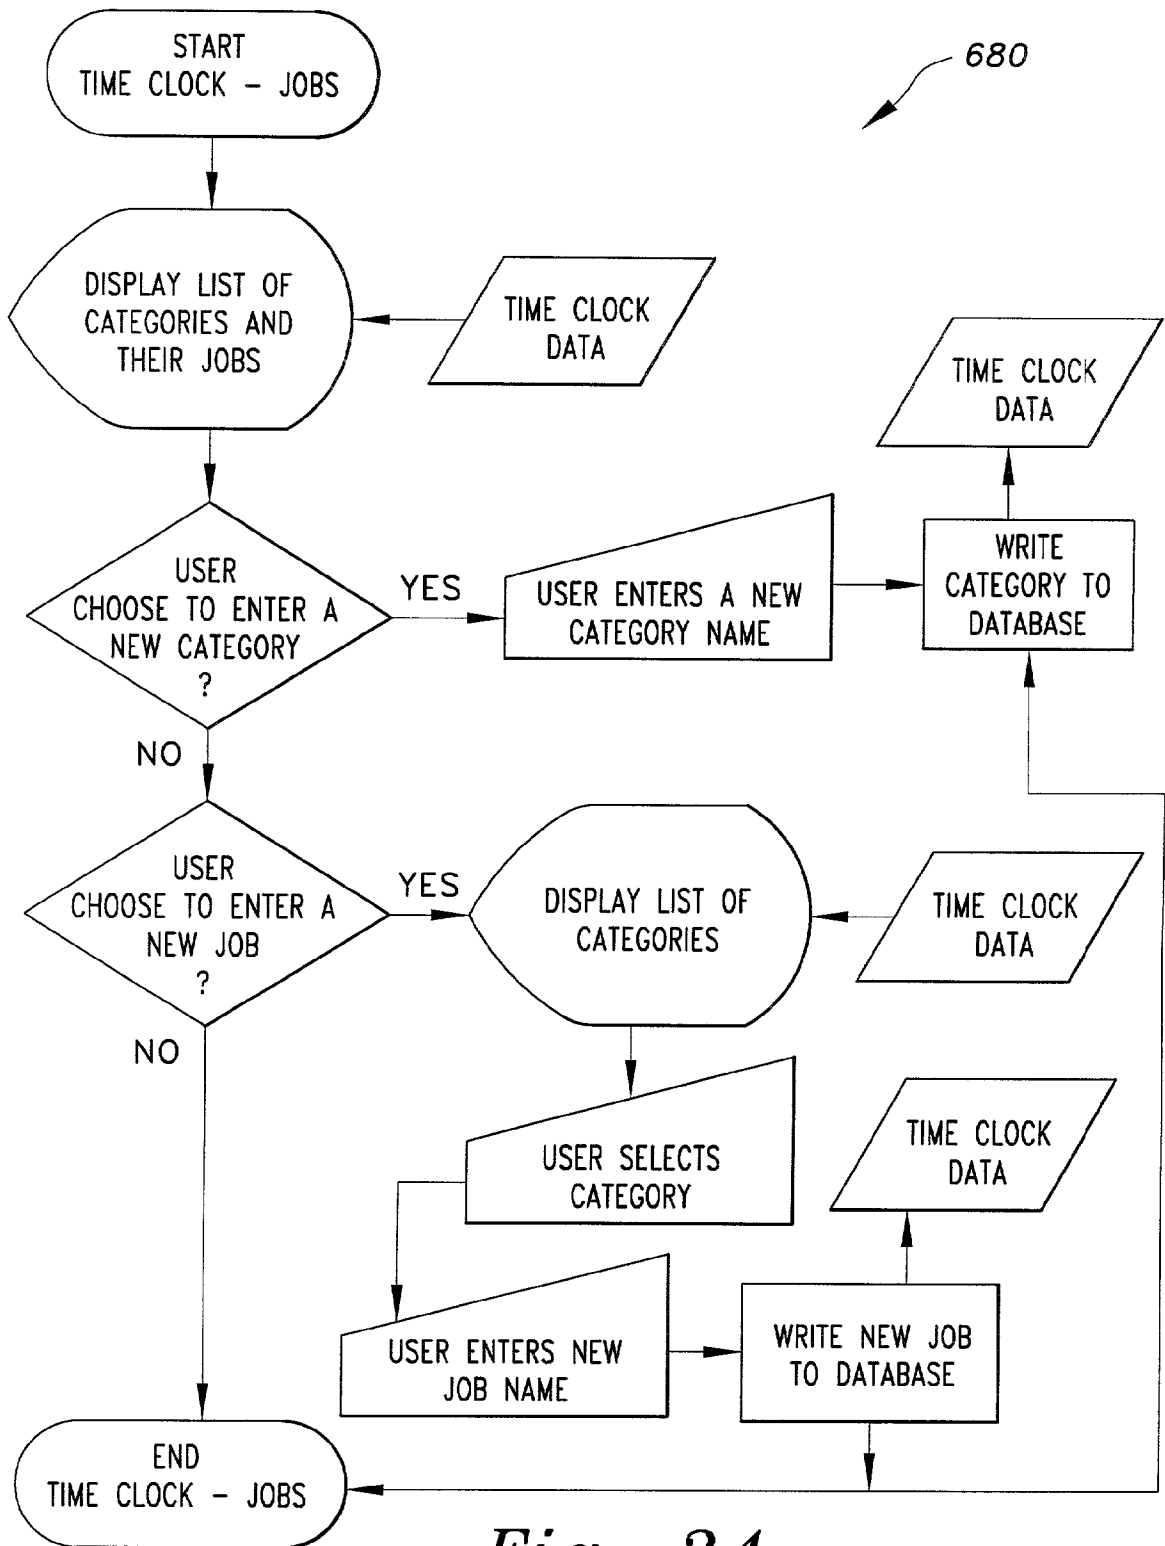 START
TIME CLOCK – JOBS
680
DISPLAY LIST OF
CATEGORIES AND
THEIR JOBS
TIME CLOCK
DATA
TIME CLOCK
DATA
USER
CHOOSE TO ENTER A
NEW CATEGORY
?
YES
USER ENTERS A NEW
CATEGORY NAME
WRITE
CATEGORY TO
DATABASE
NO
USER
CHOOSE TO ENTER A
NEW JOB
?
YES
DISPLAY LIST OF
CATEGORIES
TIME CLOCK
DATA
NO
USER SELECTS
CATEGORY
TIME CLOCK
DATA
USER ENTERS NEW
JOB NAME
WRITE NEW JOB
TO DATABASE
END
TIME CLOCK – JOBS